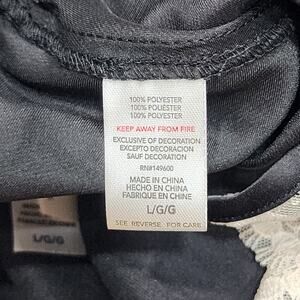 100% POLYESTER
100% POLIÉSTER
100% POLYESTER
KEEP AWAY FROM FIRE
EXCLUSIVE OF DECORATION
EXCEPTO DECORACION
SAUF DECORATION
RN#149600
MADE IN CHINA
HECHO EN CHINA
FABRIQUE EN CHINE
L/G/G
SEE REVERSE FOR CARE
L/G/G